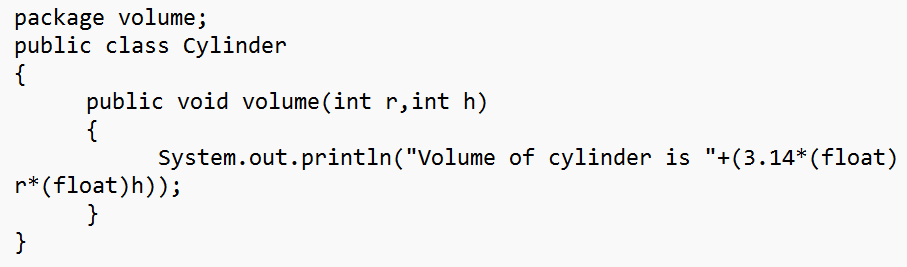 package volume;
public class Cylinder
{
public void volume(int r,int h)
{
System.out.println("Volume of cylinder is "+(3.14*(float)
r*(float)h));
}
}